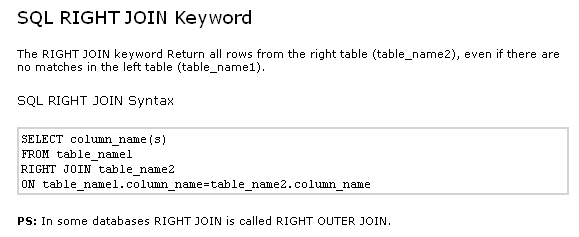 SQL RIGHT JOIN Keyword
The RIGHT JOIN keyword Return all rows from the right table (table_name2), even if there are
no matches in the left table (table_name1).
SQL RIGHT JOIN Syntax
SELECT column_name(s)
FROM table_name1
RIGHT JOIN table_name2
ON table_name1.column_name=table_name2.column_name
PS: In some databases RIGHT JOIN is called RIGHT OUTER JOIN.